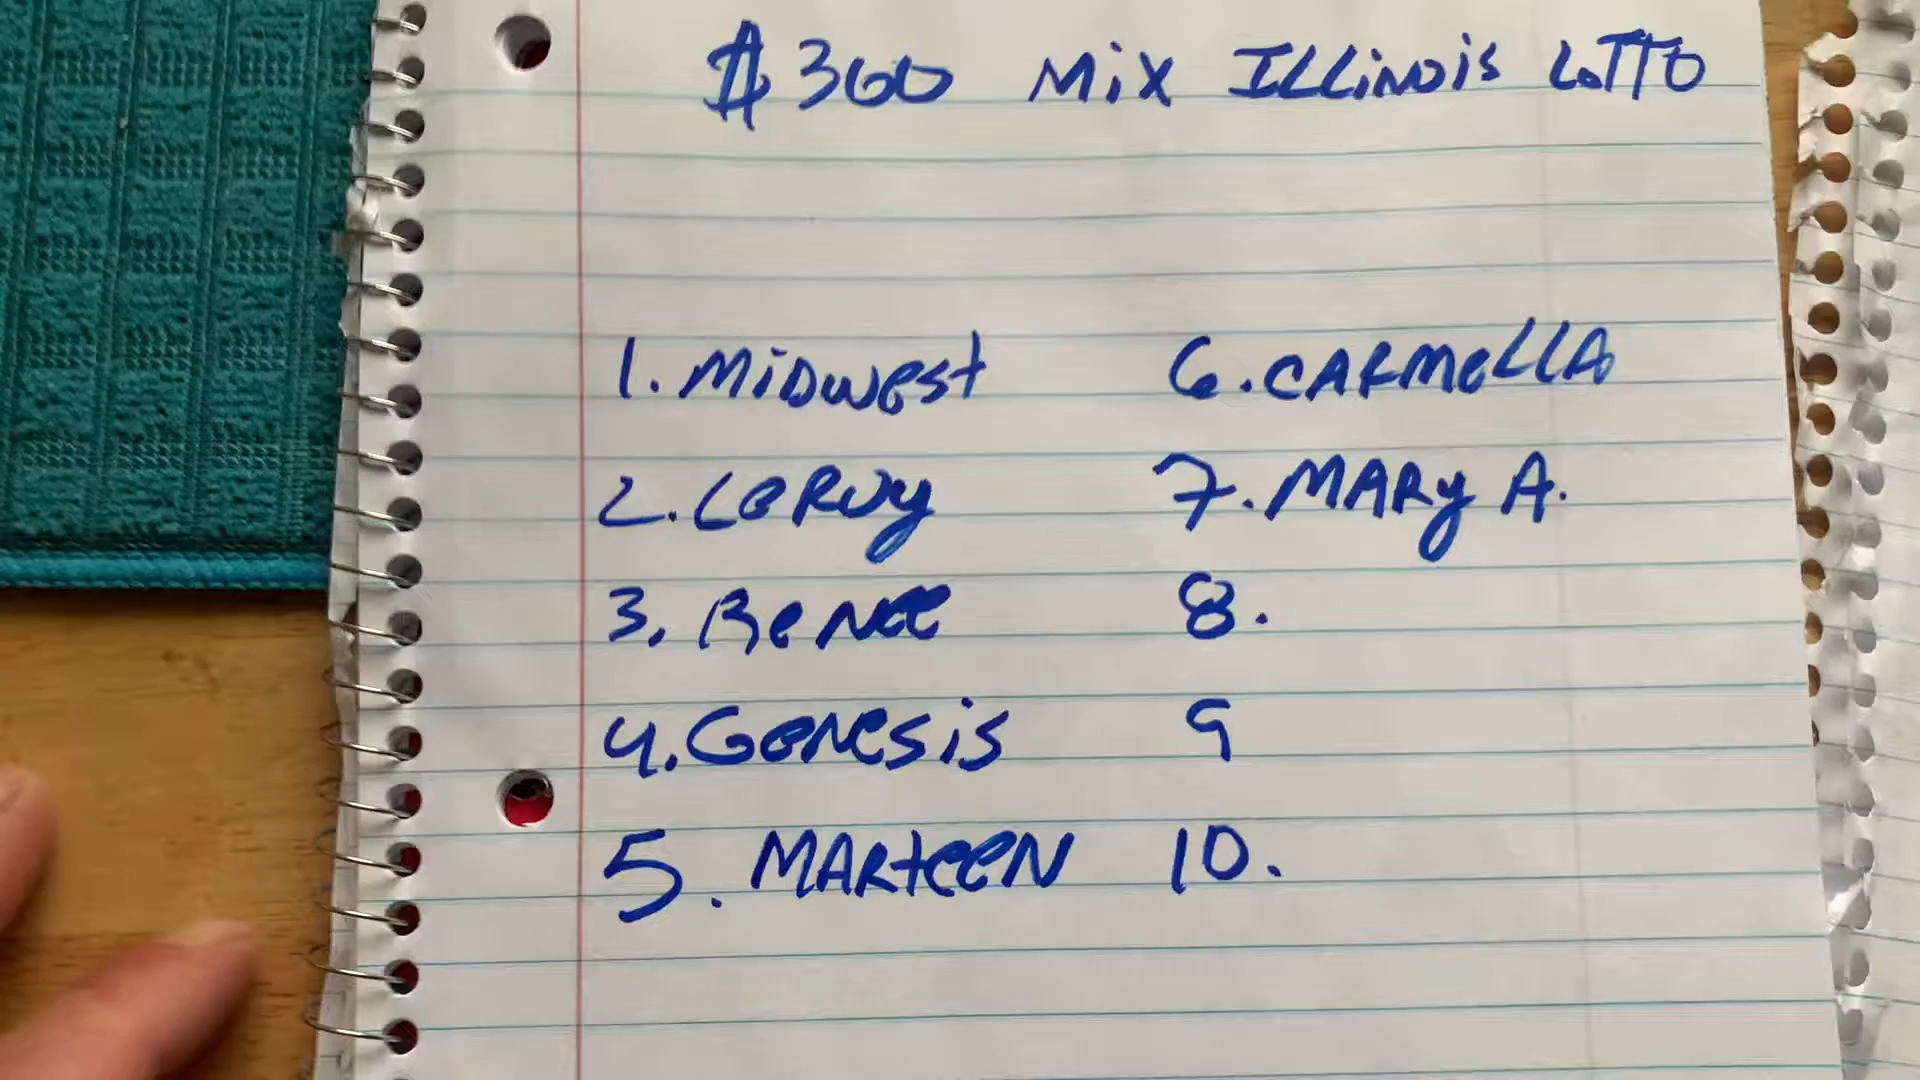 $300 Mix ILLiNOis LOTTO
1. MiDwest
2. LeROy
3. ReNee
4. GeNesis
5. MARteeN
6. CARMeLLA
7. MARy A.
8.
9
10.